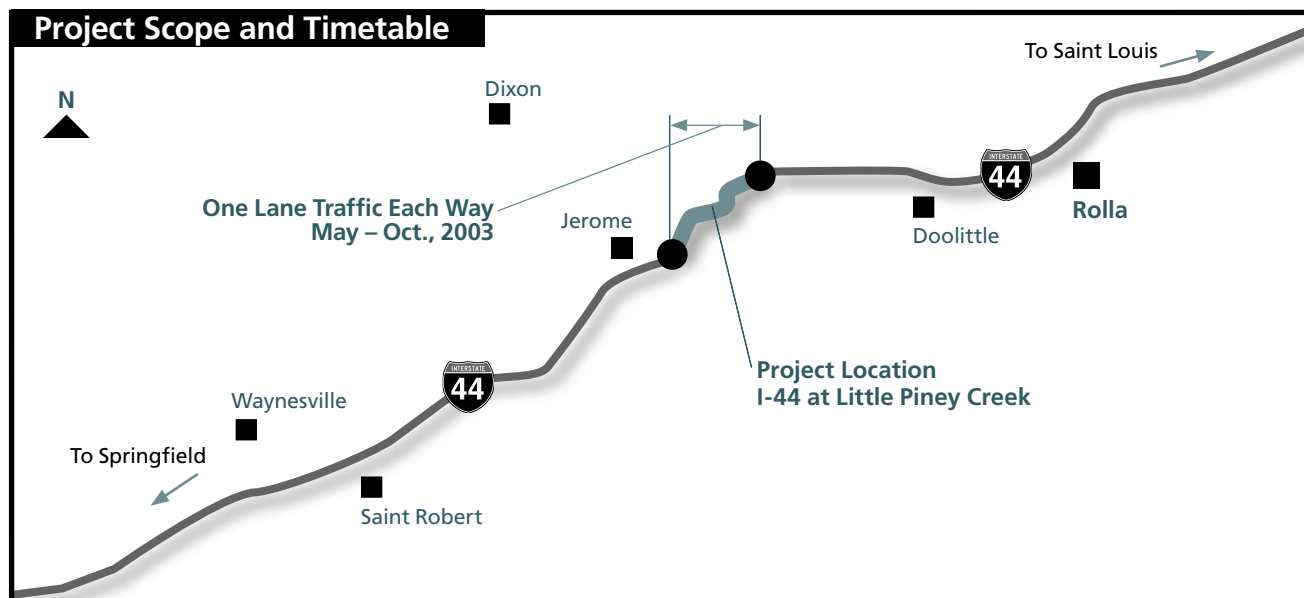 Project Scope and Timetable
To Saint Louis
N
Dixon
INTERSTATE
44
Rolla
One Lane Traffic Each Way
May – Oct., 2003
Jerome
Doolittle
INTERSTATE
44
Project Location
I-44 at Little Piney Creek
Waynesville
To Springfield
Saint Robert